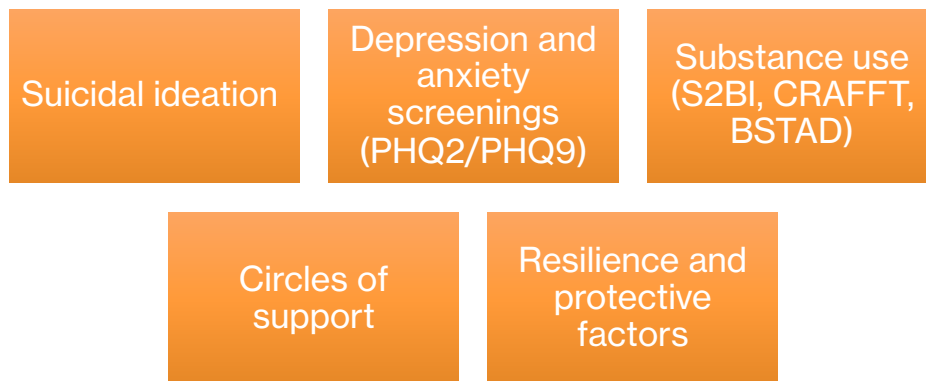 Suicidal ideation
Depression and
anxiety
screenings
(PHQ2/PHQ9)
Substance use
(S2BI, CRAFFT,
BSTAD)
Circles of
support
Resilience and
protective
factors